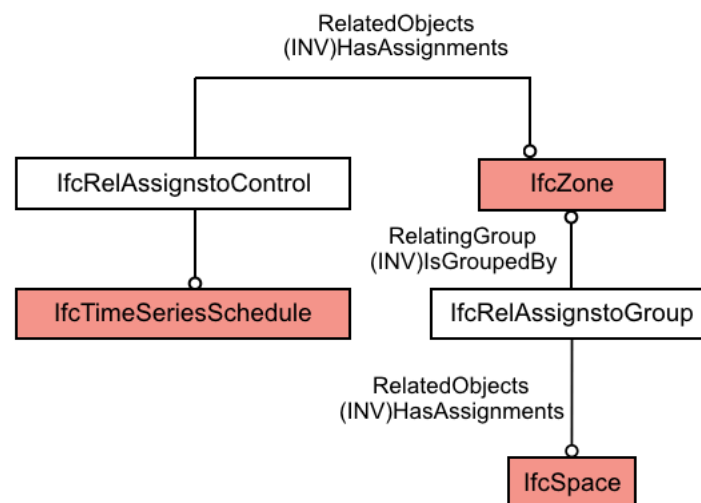 RelatedObjects
(INV)HasAssignments
IfcRelAssignstoControl
IfcZone
RelatingGroup
(INV)IsGroupedBy
IfcTimeSeriesSchedule
IfcRelAssignstoGroup
RelatedObjects
(INV)HasAssignments
IfcSpace